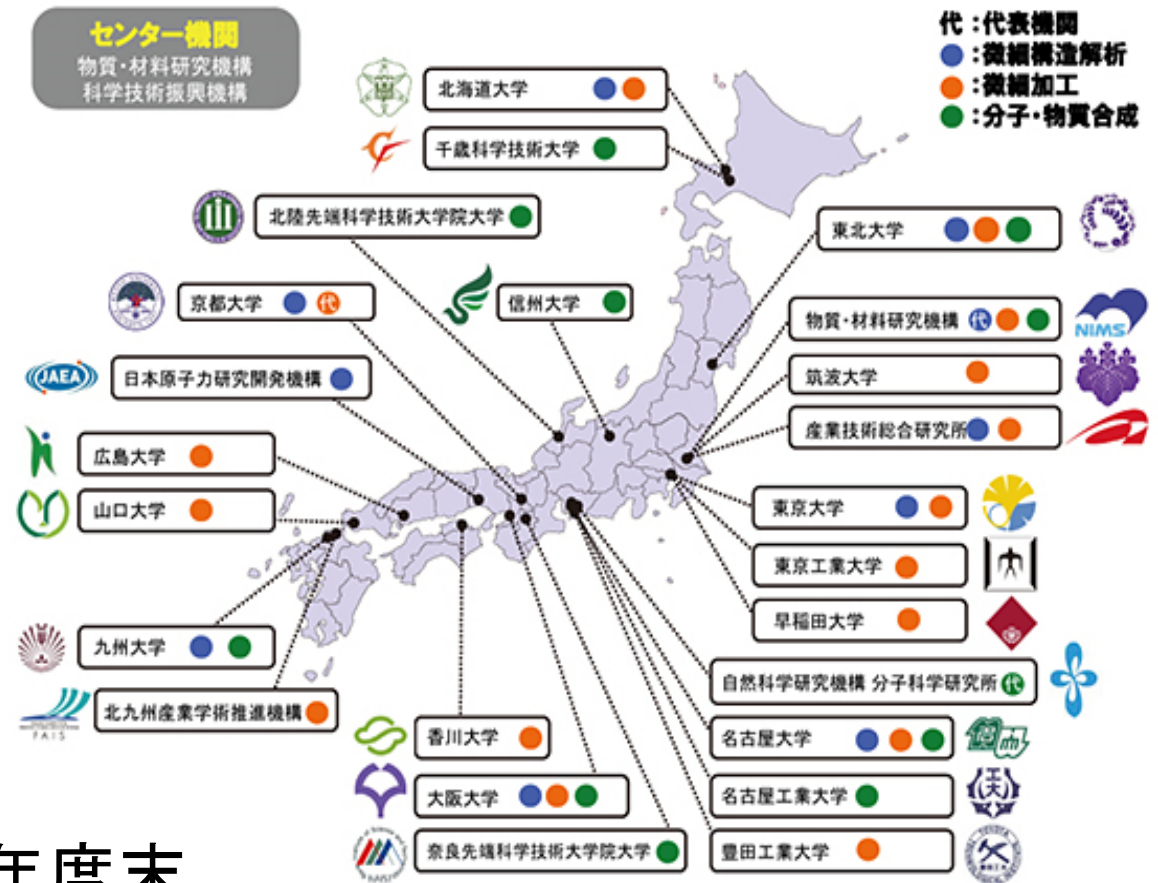 センター機関
物質・材料研究機構
科学技術振興機構
代：代表機関
：微細構造解析
：微細加工
：分子・物質合成
北海道大学
千歳科学技術大学
北陸先端科学技術大学院大学
東北大学
京都大学 代
信州大学
物質・材料研究機構 代
NIMS
JAEA
日本原子力研究開発機構
筑波大学
産業技術総合研究所
広島大学
山口大学
東京大学
東京工業大学
早稲田大学
九州大学
自然科学研究機構 分子科学研究所 代
北九州産業学術推進機構
FAIS
香川大学
名古屋大学
大阪大学
名古屋工業大学
奈良先端科学技術大学院大学
豊田工業大学
年度末